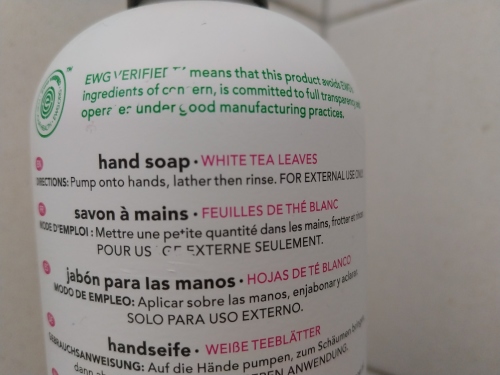 EWG VERIFIED™ means that this product avoids EWG's
ingredients of concern, is committed to full transparency and
operates under good manufacturing practices.
hand soap • WHITE TEA LEAVES
DIRECTIONS: Pump onto hands, lather then rinse. FOR EXTERNAL USE ONLY
savon à mains • FEUILLES DE THÉ BLANC
MODE D'EMPLOI : Mettre une petite quantité dans les mains, frotter et
POUR USAGE EXTERNE SEULEMENT.
jabón para las manos • HOJAS DE TÉ BLANCO
MODO DE EMPLEO: Aplicar sobre las manos, enjabonar y aclarar
SOLO PARA USO EXTERNO.
handseife • WEIßE TEEBLÄTTER
GEBRAUCHSANWEISUNG: Auf die Hände pumpen, zum Schäumen bringen
dann ANWENDUNG.